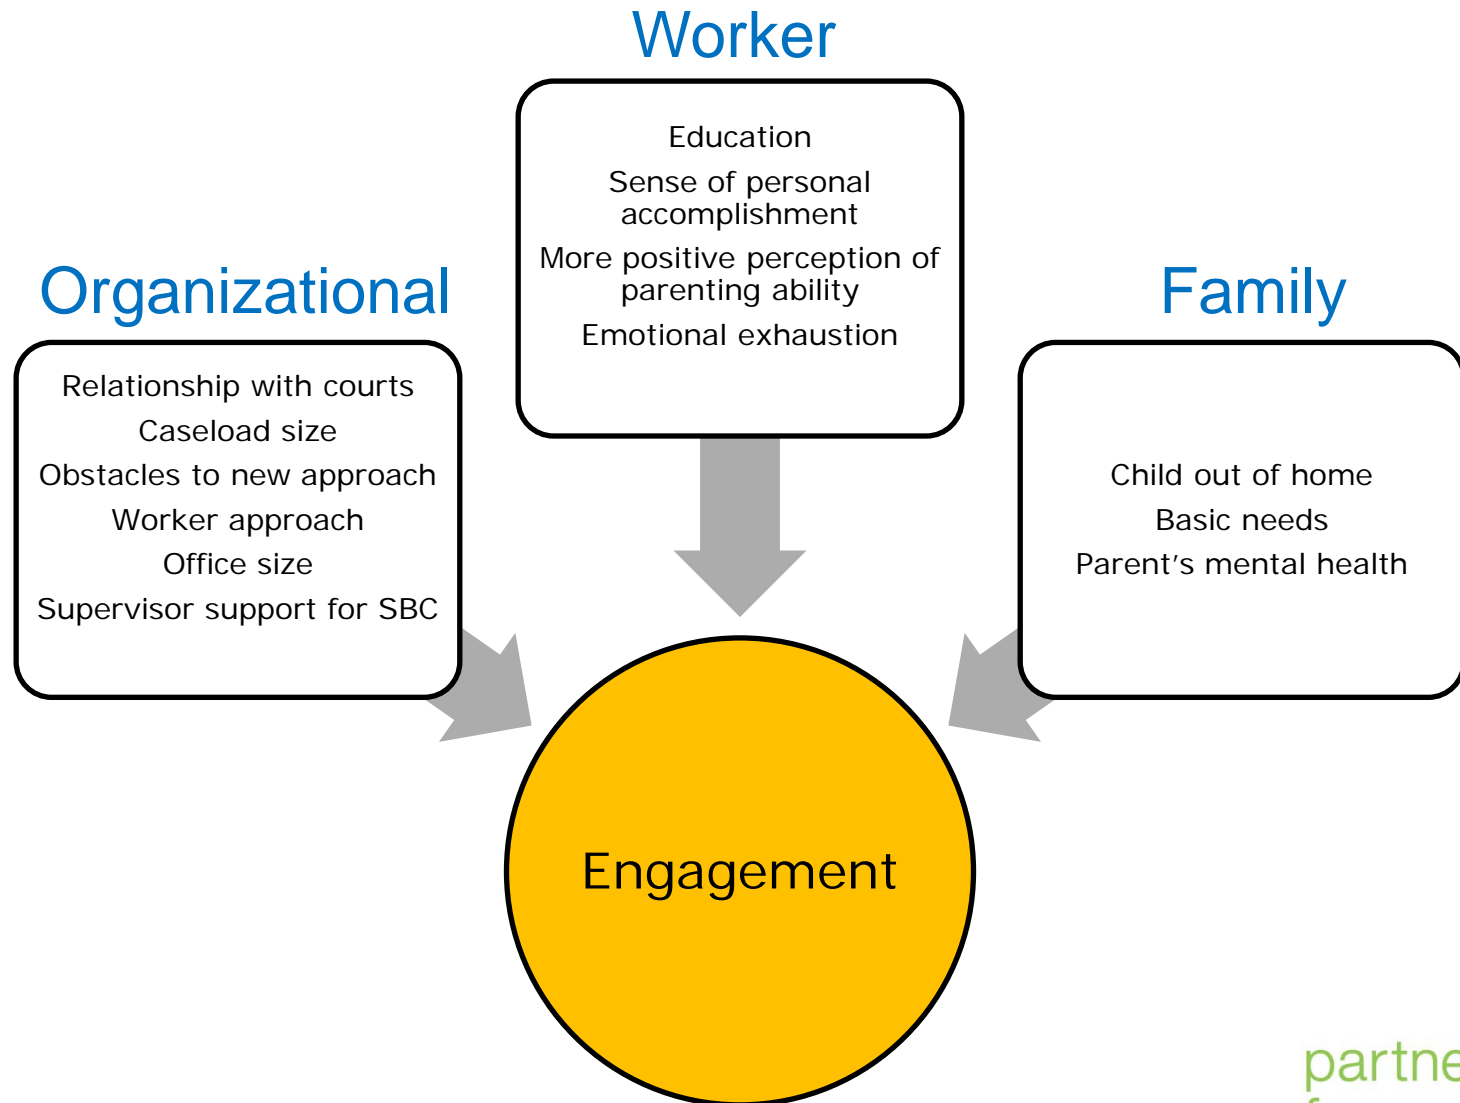 Worker
Education
Sense of personal
accomplishment
More positive perception of
parenting ability
Emotional exhaustion
Organizational
Relationship with courts
Caseload size
Obstacles to new approach
Worker approach
Office size
Supervisor support for SBC
Family
Child out of home
Basic needs
Parent's mental health
Engagement